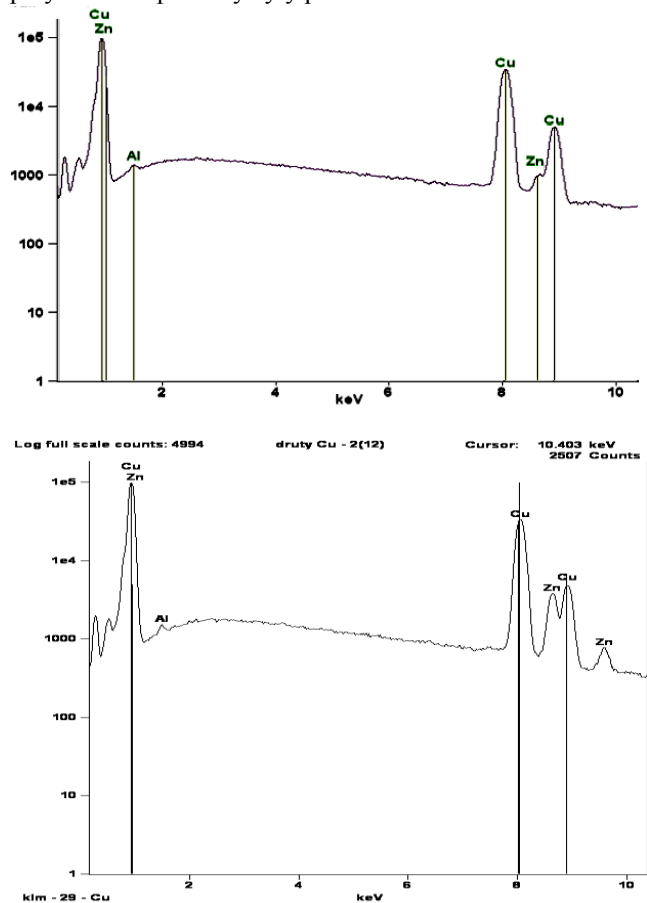 Cu
Zn
1e5
Cu
1e4
Cu
Al
Zn
1000
100
10
1
2
4
6
8
10
keV
Log full scale counts: 4994 druty Cu - 2(12) Cursor: 10.403 keV
2507 Counts
Cu
Zn
1e5
Cu
1e4
Zn
Cu
Al
Zn
1000
100
10
1
2
4
6
8
10
klm - 29 - Cu
keV